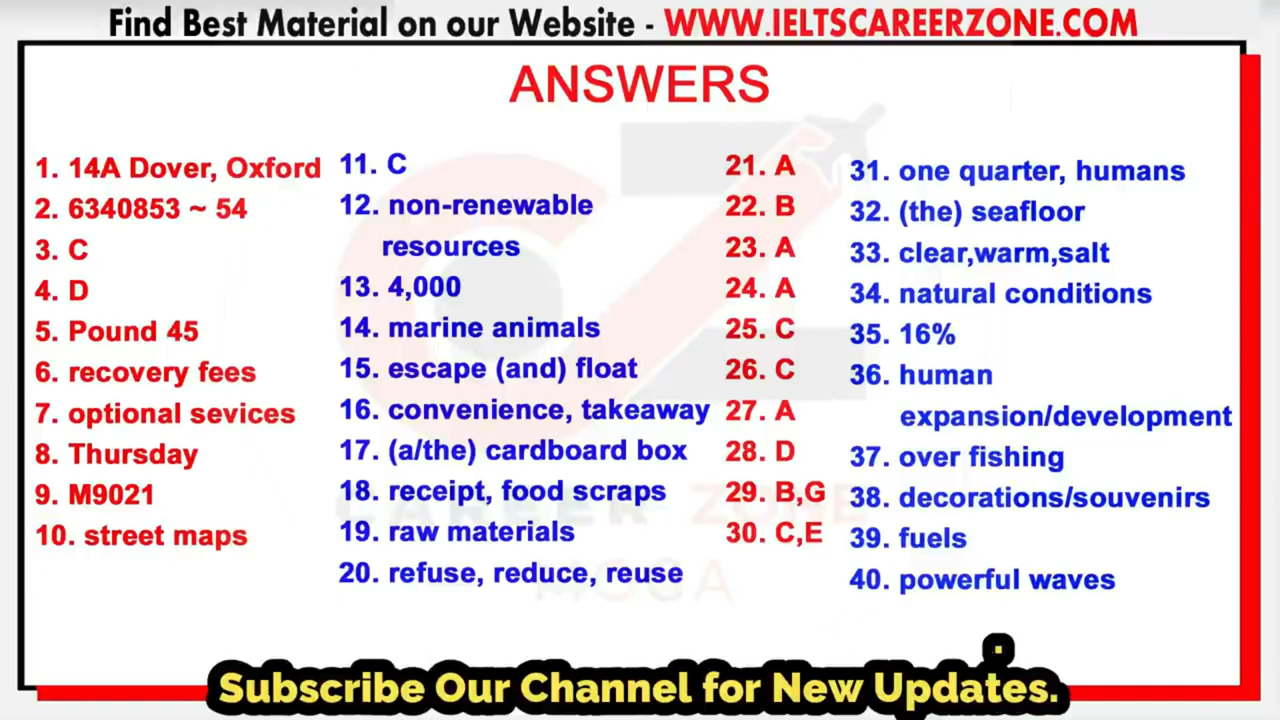 Find Best Material on our Website - WWW.IELTSCAREERZONE.COM
ANSWERS
1. 14A Dover, Oxford
2. 6340853 ~ 54
3. C
4. D
5. Pound 45
6. recovery fees
7. optional sevices
8. Thursday
9. M9021
10. street maps
11. C
12. non-renewable
resources
13. 4,000
14. marine animals
15. escape (and) float
16. convenience, takeaway
17. (a/the) cardboard box
18. receipt, food scraps
19. raw materials
20. refuse, reduce, reuse
21. A
22. B
23. A
24. A
25. C
26. C
27. A
28. D
29. B,G
30. C,E
31. one quarter, humans
32. (the) seafloor
33. clear,warm,salt
34. natural conditions
35. 16%
36. human
expansion/development
37. over fishing
38. decorations/souvenirs
39. fuels
40. powerful waves
CAREER ZONE
MOGA
Subscribe Our Channel for New Updates.